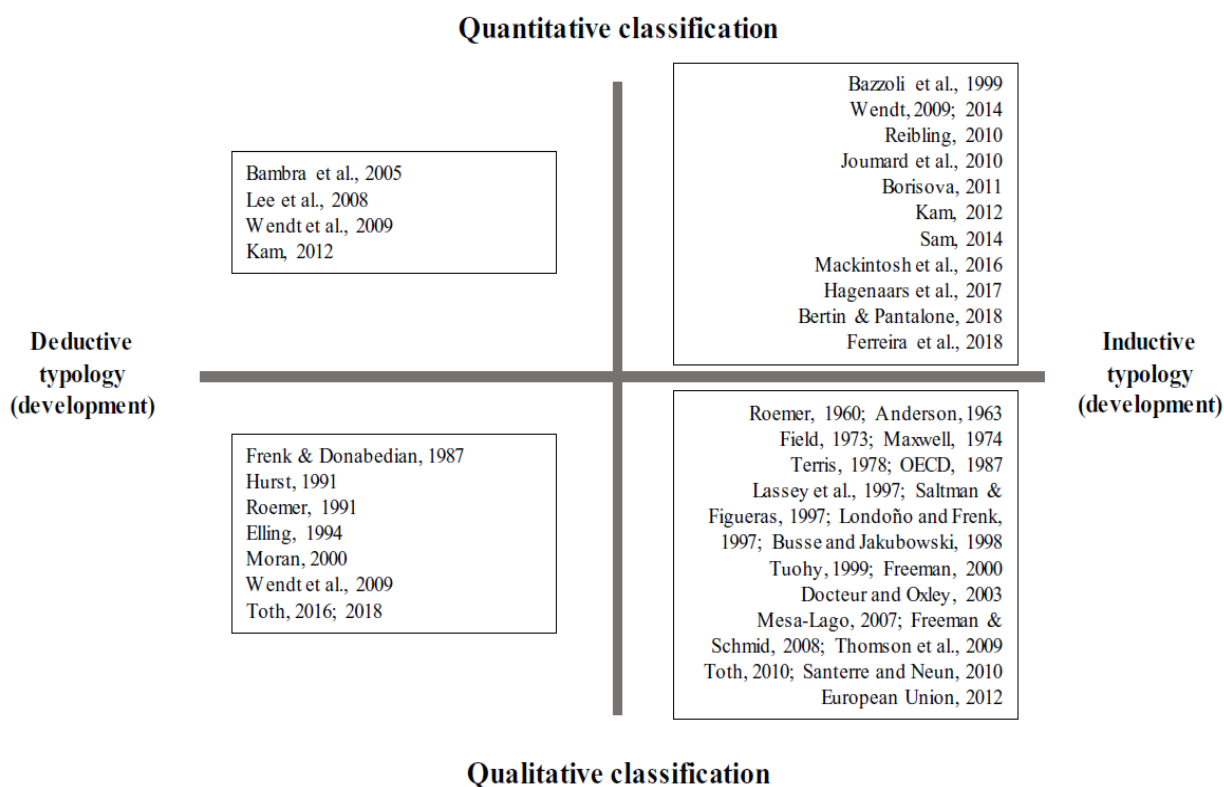 Quantitative classification
Bambra et al., 2005
Lee et al., 2008
Wendt et al., 2009
Kam, 2012
Bazzoli et al., 1999
Wendt, 2009; 2014
Reibling, 2010
Joumard et al., 2010
Borisova, 2011
Kam, 2012
Sam, 2014
Mackintosh et al., 2016
Hagenaars et al., 2017
Bertin & Pantalone, 2018
Ferreira et al., 2018
Deductive
typology
(development)
Inductive
typology
(development)
Frenk & Donabedian, 1987
Hurst, 1991
Roemer, 1991
Elling, 1994
Moran, 2000
Wendt et al., 2009
Toth, 2016; 2018
Roemer, 1960; Anderson, 1963
Field, 1973; Maxwell, 1974
Terris, 1978; OECD, 1987
Lassey et al., 1997; Saltman &
Figueras, 1997; Londoño and Frenk,
1997; Busse and Jakubowski, 1998
Tuohy, 1999; Freeman, 2000
Docteur and Oxley, 2003
Mesa-Lago, 2007; Freeman &
Schmid, 2008; Thomson et al., 2009
Toth, 2010; Santerre and Neun, 2010
European Union, 2012
Qualitative classification